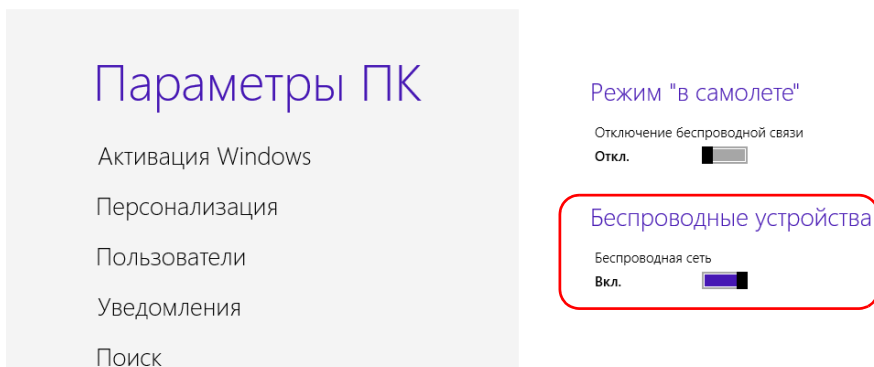 Параметры ПК
Активация Windows
Персонализация
Пользователи
Уведомления
Поиск
Режим "в самолете"
Отключение беспроводной связи
Откл.
Беспроводные устройства
Беспроводная сеть
Вкл.